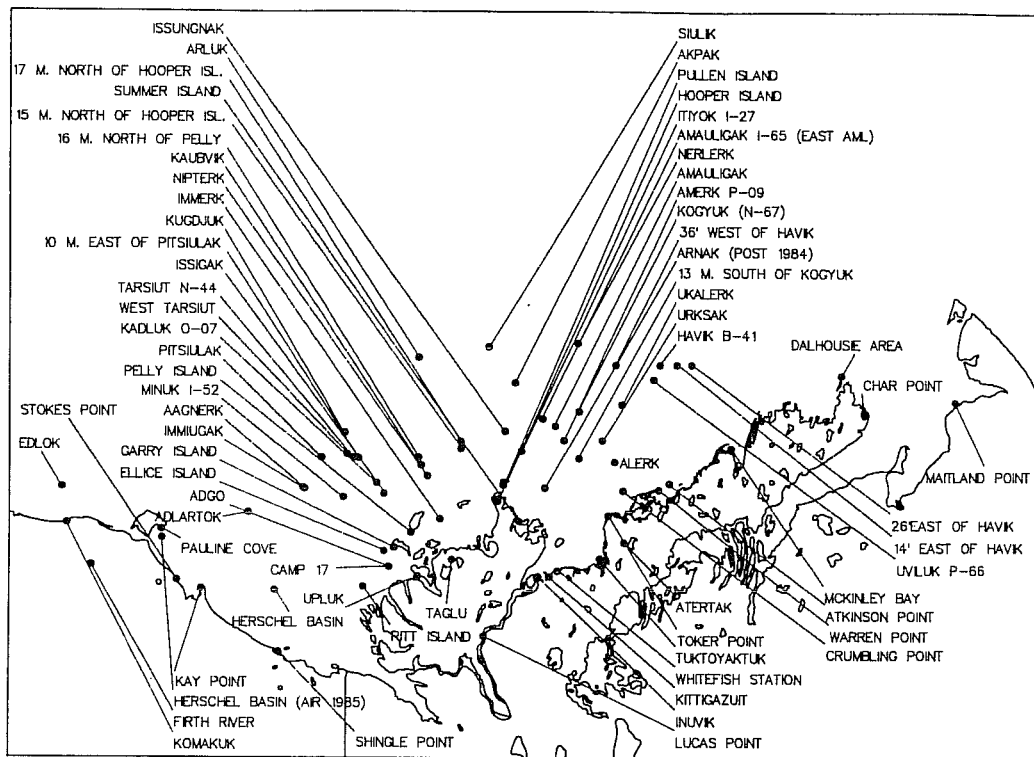 ISSUNGNAK
ARLUK
17 M. NORTH OF HOOPER ISL.
SUMMER ISLAND
15 M. NORTH OF HOOPER ISL.
16 M. NORTH OF PELLY
KAUBVIK
NIPTERK
IMMERK
KUGDJUK
10 M. EAST OF PITSIULAK
ISSIGAK
TARSIUT N-44
WEST TARSIUT
KADLUK O-07
PITSIULAK
PELLY ISLAND
MINUK I-52
STOKES POINT
AAGNERK
IMMIUGAK
EDLOK
GARRY ISLAND
ELLICE ISLAND
ADGO
ADLARTOK
PAULINE COVE
CAMP 17
UPLUK
HERSCHEL BASIN
TAGLU
PITT ISLAND
KAY POINT
HERSCHEL BASIN (AIR 1985)
FIRTH RIVER
KOMAKUK
SHINGLE POINT
SIULIK
AKPAK
PULLEN ISLAND
HOOPER ISLAND
ITIYOK I-27
AMAULIGAK I-65 (EAST AML)
NERLERK
AMAULIGAK
AMERK P-09
KOGYUK (N-67)
36' WEST OF HAVIK
ARNAK (POST 1984)
13 M. SOUTH OF KOGYUK
UKALERK
URKSAK
HAVIK B-41
DALHOUSIE AREA
CHAR POINT
ALERK
MAITLAND POINT
26'EAST OF HAVIK
14' EAST OF HAVIK
UVILUK P-66
MCKINLEY BAY
ATKINSON POINT
WARREN POINT
CRUMBLING POINT
ATERTAK
TOKER POINT
TUKTOYAKTUK
WHITEFISH STATION
KITTIGAZUIT
INUVIK
LUCAS POINT